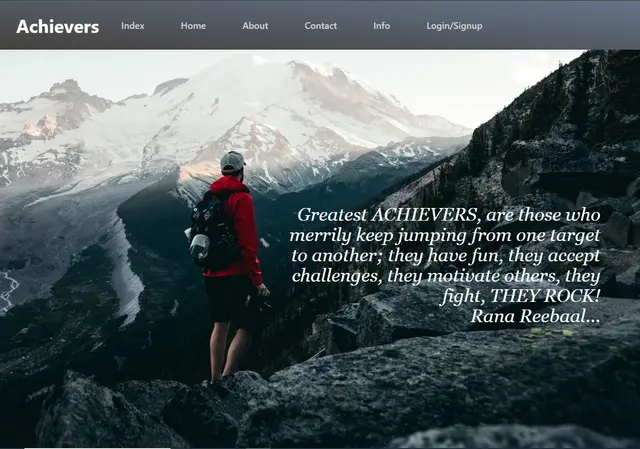 Achievers
Index
Home
About
Contact
Info
Login/Signup
Greatest ACHIEVERS, are those who
merrily keep jumping from one target
to another; they have fun, they accept
challenges, they motivate others, they
fight, THEY ROCK!
Rana Reebaal...